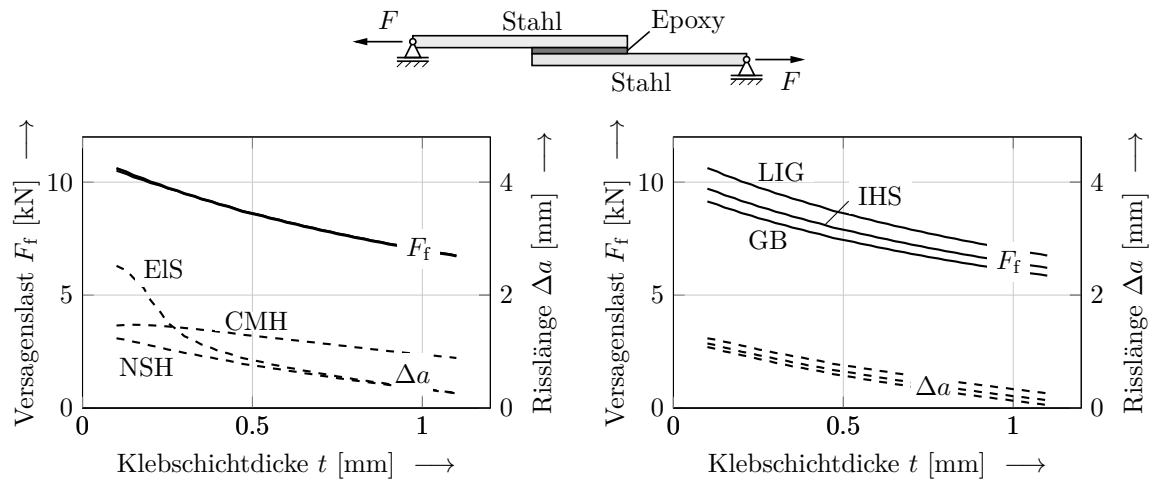 F
Stahl
Epoxy
Stahl
F
Versagenslast F_f [kN] ⟶
10
5
0
ElS
CMH
NSH
F_f
Δa
4
2
0
Risslänge Δa [mm] ⟶
0
0.5
1
Klebschichtdicke t [mm] ⟶
Versagenslast F_f [kN] ⟶
10
5
0
LIG
IHS
GB
F_f
Δa
4
2
0
Risslänge Δa [mm] ⟶
0
0.5
1
Klebschichtdicke t [mm] ⟶